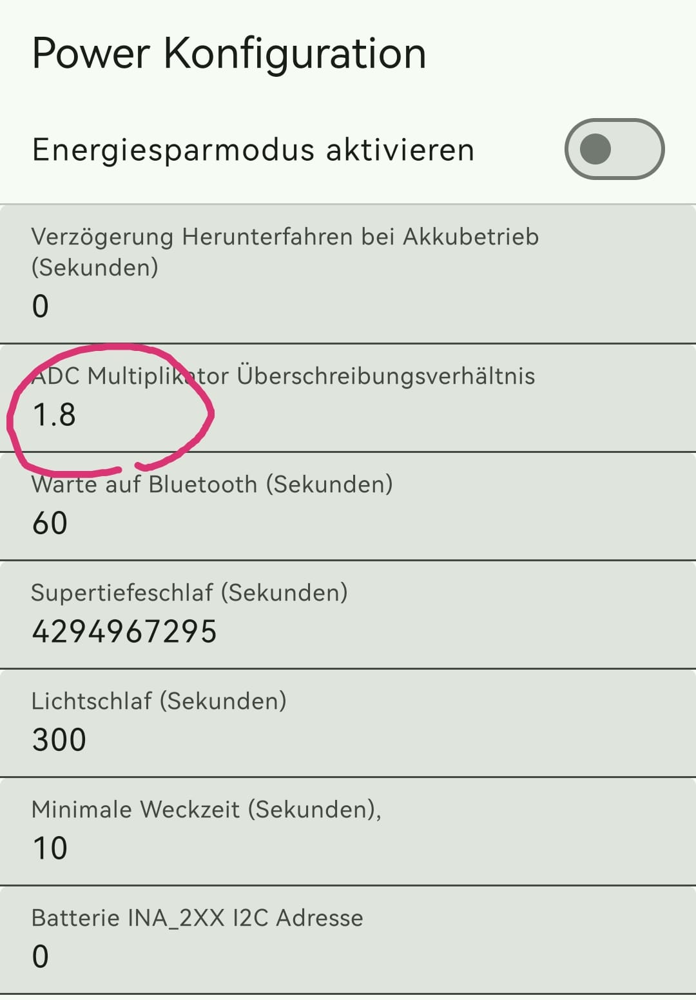 Power Konfiguration
Energiesparmodus aktivieren
Verzögerung Herunterfahren bei Akkubetrieb
(Sekunden)
0
ADC Multiplikator Überschreibungsverhältnis
1.8
Warte auf Bluetooth (Sekunden)
60
Supertiefeschlaf (Sekunden)
4294967295
Lichtschlaf (Sekunden)
300
Minimale Weckzeit (Sekunden),
10
Batterie INA_2XX I2C Adresse
0